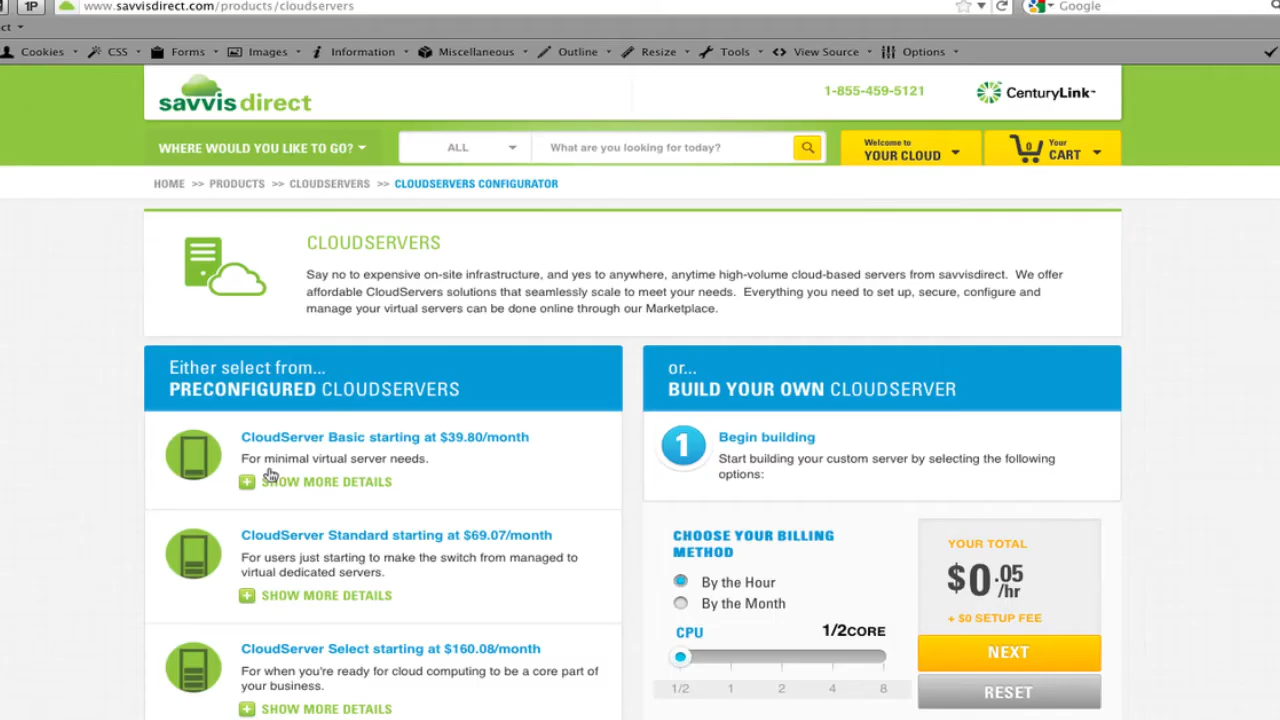 1P
www.savvisdirect.com/products/cloudservers
Google
ct
Cookies CSS Forms Images Information Miscellaneous Outline Resize Tools View Source Options
savvisdirect
1-855-459-5121
CenturyLink™
WHERE WOULD YOU LIKE TO GO?
ALL
What are you looking for today?
Welcome to
YOUR CLOUD
0
Your
CART
HOME >> PRODUCTS >> CLOUDSERVERS >> CLOUDSERVERS CONFIGURATOR
CLOUDSERVERS
Say no to expensive on-site infrastructure, and yes to anywhere, anytime high-volume cloud-based servers from savvisdirect. We offer
affordable CloudServers solutions that seamlessly scale to meet your needs. Everything you need to set up, secure, configure and
manage your virtual servers can be done online through our Marketplace.
Either select from...
PRECONFIGURED CLOUDSERVERS
CloudServer Basic starting at $39.80/month
For minimal virtual server needs.
SHOW MORE DETAILS
CloudServer Standard starting at $69.07/month
For users just starting to make the switch from managed to
virtual dedicated servers.
SHOW MORE DETAILS
CloudServer Select starting at $160.08/month
For when you're ready for cloud computing to be a core part of
your business.
SHOW MORE DETAILS
or...
BUILD YOUR OWN CLOUDSERVER
1
Begin building
Start building your custom server by selecting the following
options:
CHOOSE YOUR BILLING
METHOD
By the Hour
By the Month
CPU 1/2CORE
1/2 1 2 4 8
YOUR TOTAL
$0.05
/hr
+ $0 SETUP FEE
NEXT
RESET